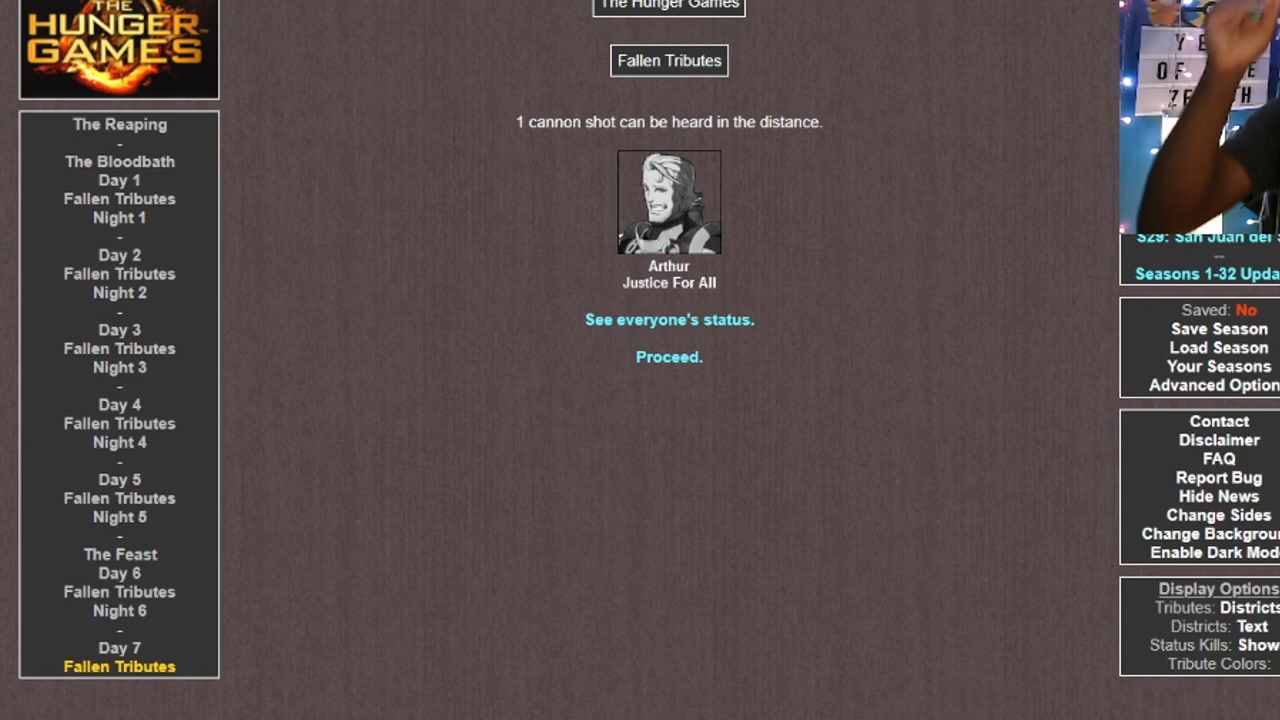 THE
HUNGER
GAMES
The Reaping
-
The Bloodbath
Day 1
Fallen Tributes
Night 1
-
Day 2
Fallen Tributes
Night 2
-
Day 3
Fallen Tributes
Night 3
-
Day 4
Fallen Tributes
Night 4
-
Day 5
Fallen Tributes
Night 5
-
The Feast
Day 6
Fallen Tributes
Night 6
-
Day 7
Fallen Tributes
The Hunger Games
Fallen Tributes
1 cannon shot can be heard in the distance.
Arthur
Justice For All
See everyone's status.
Proceed.
S29: San Juan del
--
Seasons 1-32 Upda
Saved: No
Save Season
Load Season
Your Seasons
Advanced Option
Contact
Disclaimer
FAQ
Report Bug
Hide News
Change Sides
Change Backgroun
Enable Dark Mod
Display Options
Tributes: Districts
Districts: Text
Status Kills: Show
Tribute Colors: